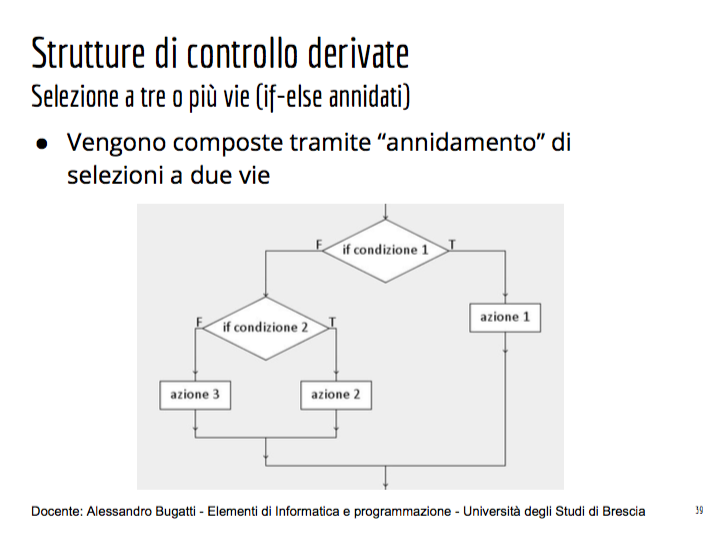 Strutture di controllo derivate
Selezione a tre o più vie (if-else annidati)
● Vengono composte tramite “annidamento” di
selezioni a due vie
F if condizione 1 T
azione 1
F if condizione 2 T
azione 3 azione 2
Docente: Alessandro Bugatti - Elementi di Informatica e programmazione - Università degli Studi di Brescia
39